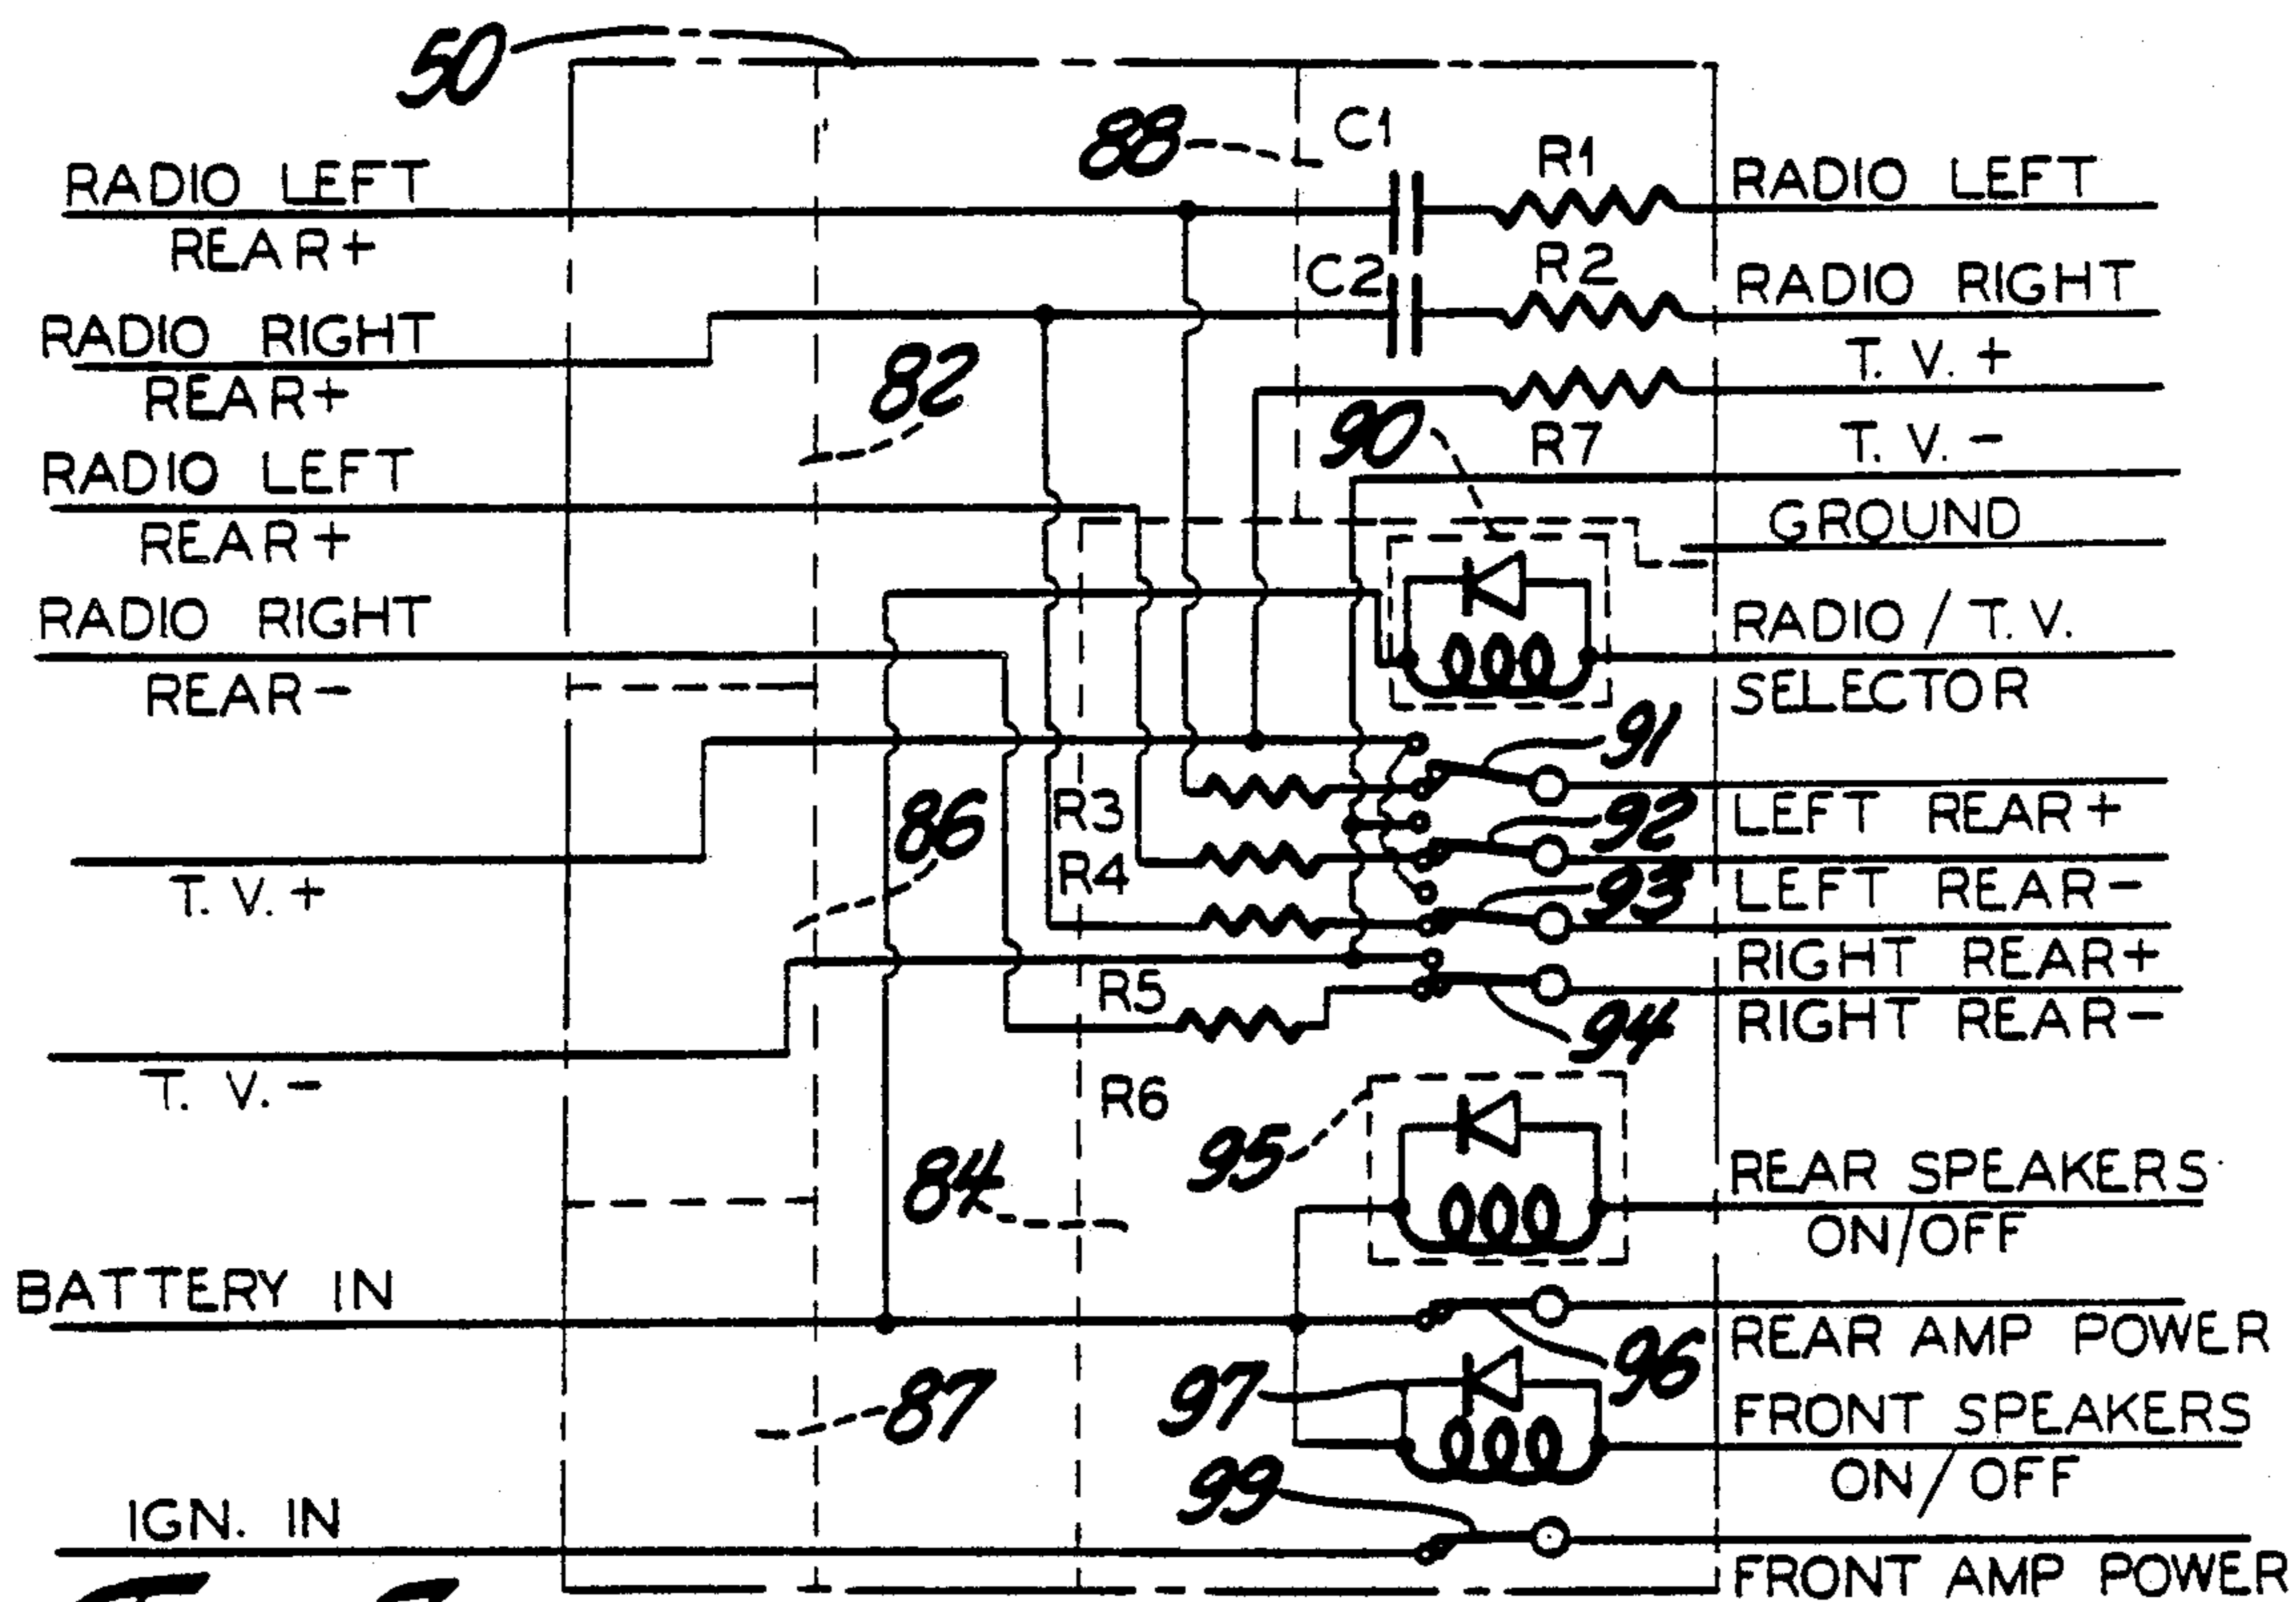 50
88
C1
R1
RADIO LEFT
REAR+
RADIO LEFT
C2
R2
RADIO RIGHT
RADIO RIGHT
REAR+
82
T. V. +
90
R7
T. V. -
RADIO LEFT
REAR+
GROUND
RADIO RIGHT
REAR-
RADIO / T. V.
SELECTOR
91
R3
LEFT REAR+
92
T. V. +
86
R4
LEFT REAR-
93
R5
RIGHT REAR+
RIGHT REAR-
94
T. V. -
R6
84
95
REAR SPEAKERS
ON/OFF
BATTERY IN
REAR AMP POWER
96
87
97
FRONT SPEAKERS
ON/OFF
99
IGN. IN
FRONT AMP POWER